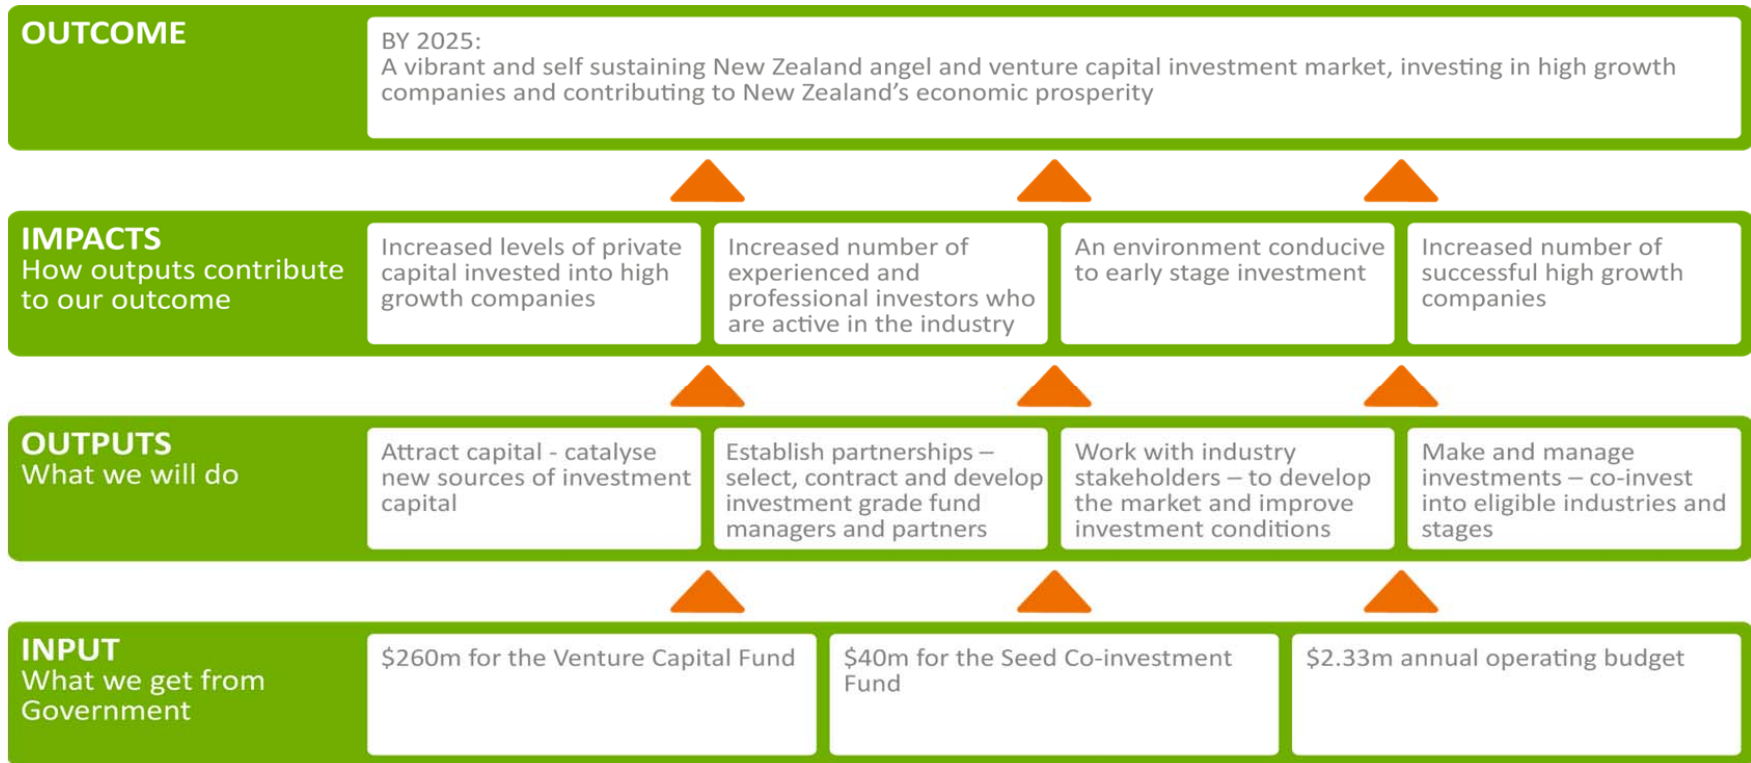 OUTCOME
BY 2025:
A vibrant and self sustaining New Zealand angel and venture capital investment market, investing in high growth
companies and contributing to New Zealand's economic prosperity
IMPACTS
How outputs contribute
to our outcome
Increased levels of private
capital invested into high
growth companies
Increased number of
experienced and
professional investors who
are active in the industry
An environment conducive
to early stage investment
Increased number of
successful high growth
companies
OUTPUTS
What we will do
Attract capital - catalyse
new sources of investment
capital
Establish partnerships –
select, contract and develop
investment grade fund
managers and partners
Work with industry
stakeholders – to develop
the market and improve
investment conditions
Make and manage
investments – co-invest
into eligible industries and
stages
INPUT
What we get from
Government
$260m for the Venture Capital Fund
$40m for the Seed Co-investment
Fund
$2.33m annual operating budget